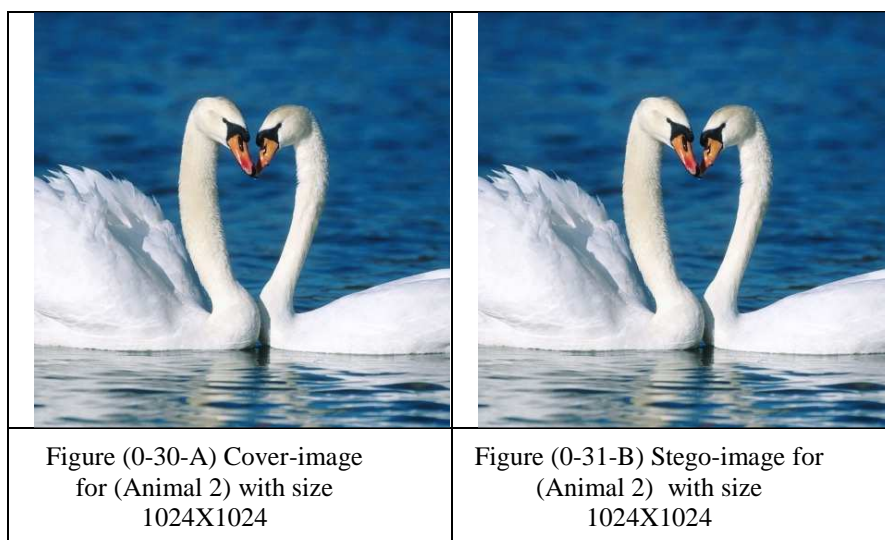 Figure (0-30-A) Cover-image
for (Animal 2) with size
1024X1024
Figure (0-31-B) Stego-image for
(Animal 2) with size
1024X1024